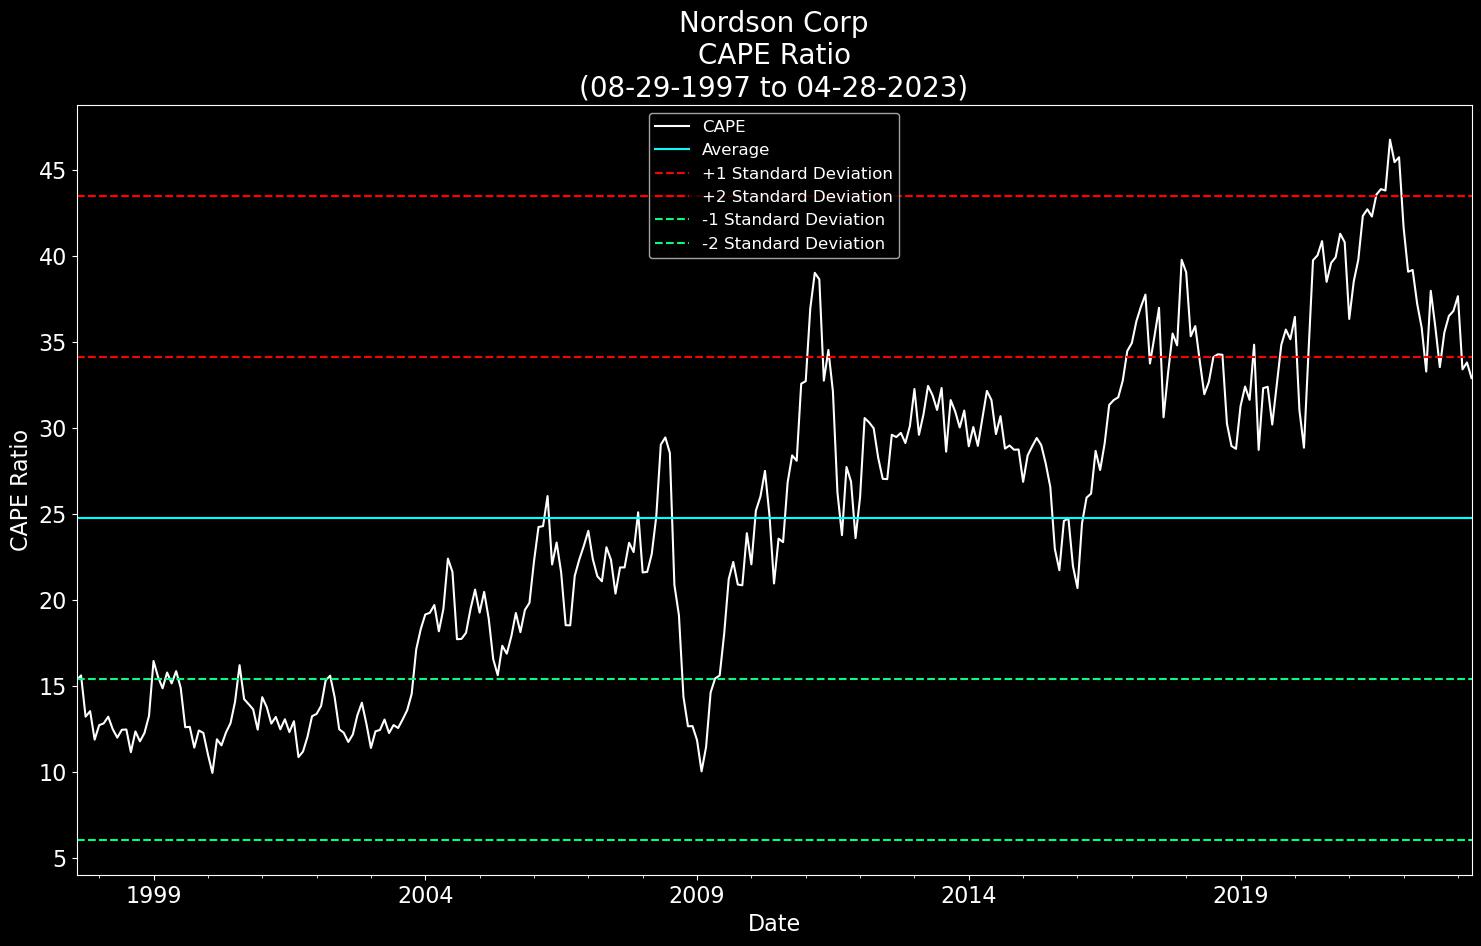 Nordson Corp
CAPE Ratio
(08-29-1997 to 04-28-2023)
CAPE
Average
+1 Standard Deviation
+2 Standard Deviation
-1 Standard Deviation
-2 Standard Deviation
CAPE Ratio
45
40
35
30
25
20
15
10
5
1999
2004
2009
2014
2019
Date